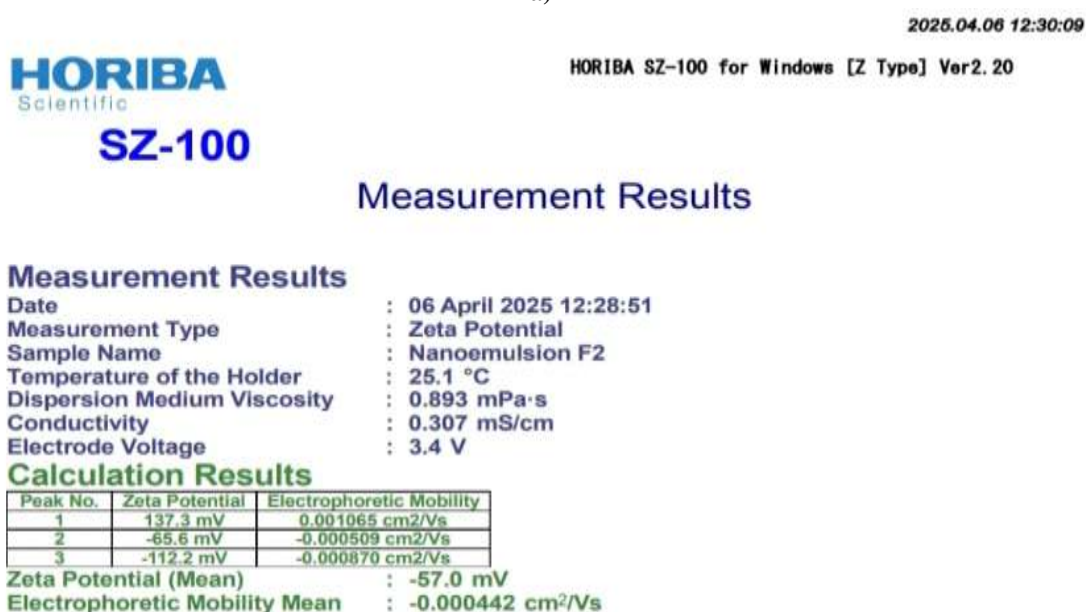 a)
2025.04.06 12:30:09
HORIBA
Scientific
HORIBA SZ-100 for Windows [Z Type] Ver2.20
SZ-100
Measurement Results
Measurement Results
Date : 06 April 2025 12:28:51
Measurement Type : Zeta Potential
Sample Name : Nanoemulsion F2
Temperature of the Holder : 25.1 °C
Dispersion Medium Viscosity : 0.893 mPa·s
Conductivity : 0.307 mS/cm
Electrode Voltage : 3.4 V
Calculation Results
Peak No. Zeta Potential Electrophoretic Mobility
1 137.3 mV 0.001065 cm2/Vs
2 -65.6 mV -0.000509 cm2/Vs
3 -112.2 mV -0.000870 cm2/Vs
Zeta Potential (Mean) : -57.0 mV
Electrophoretic Mobility Mean : -0.000442 cm²/Vs